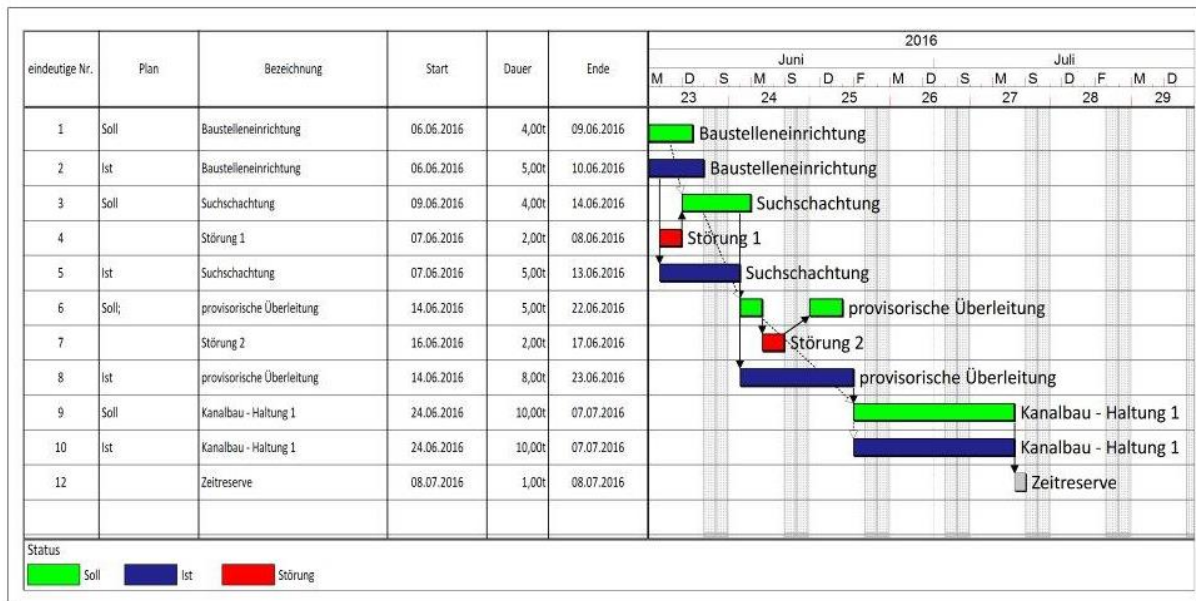 2016
Juni Juli
eindeutige Nr. Plan Bezeichnung Start Dauer Ende
M D S M S D F M D S M S D F M D
23 24 25 26 27 28 29
1 Soll Baustelleneinrichtung 06.06.2016 4,00t 09.06.2016 Baustelleneinrichtung
2 Ist Baustelleneinrichtung 06.06.2016 5,00t 10.06.2016 Baustelleneinrichtung
3 Soll Suchschachtung 09.06.2016 4,00t 14.06.2016 Suchschachtung
4 Störung 1 07.06.2016 2,00t 08.06.2016 Störung 1
5 Ist Suchschachtung 07.06.2016 5,00t 13.06.2016 Suchschachtung
6 Soll; provisorische Überleitung 14.06.2016 5,00t 22.06.2016 provisorische Überleitung
7 Störung 2 16.06.2016 2,00t 17.06.2016 Störung 2
8 Ist provisorische Überleitung 14.06.2016 8,00t 23.06.2016 provisorische Überleitung
9 Soll Kanalbau - Haltung 1 24.06.2016 10,00t 07.07.2016 Kanalbau - Haltung 1
10 Ist Kanalbau - Haltung 1 24.06.2016 10,00t 07.07.2016 Kanalbau - Haltung 1
12 Zeitreserve 08.07.2016 1,00t 08.07.2016 Zeitreserve
Status
Soll Ist Störung